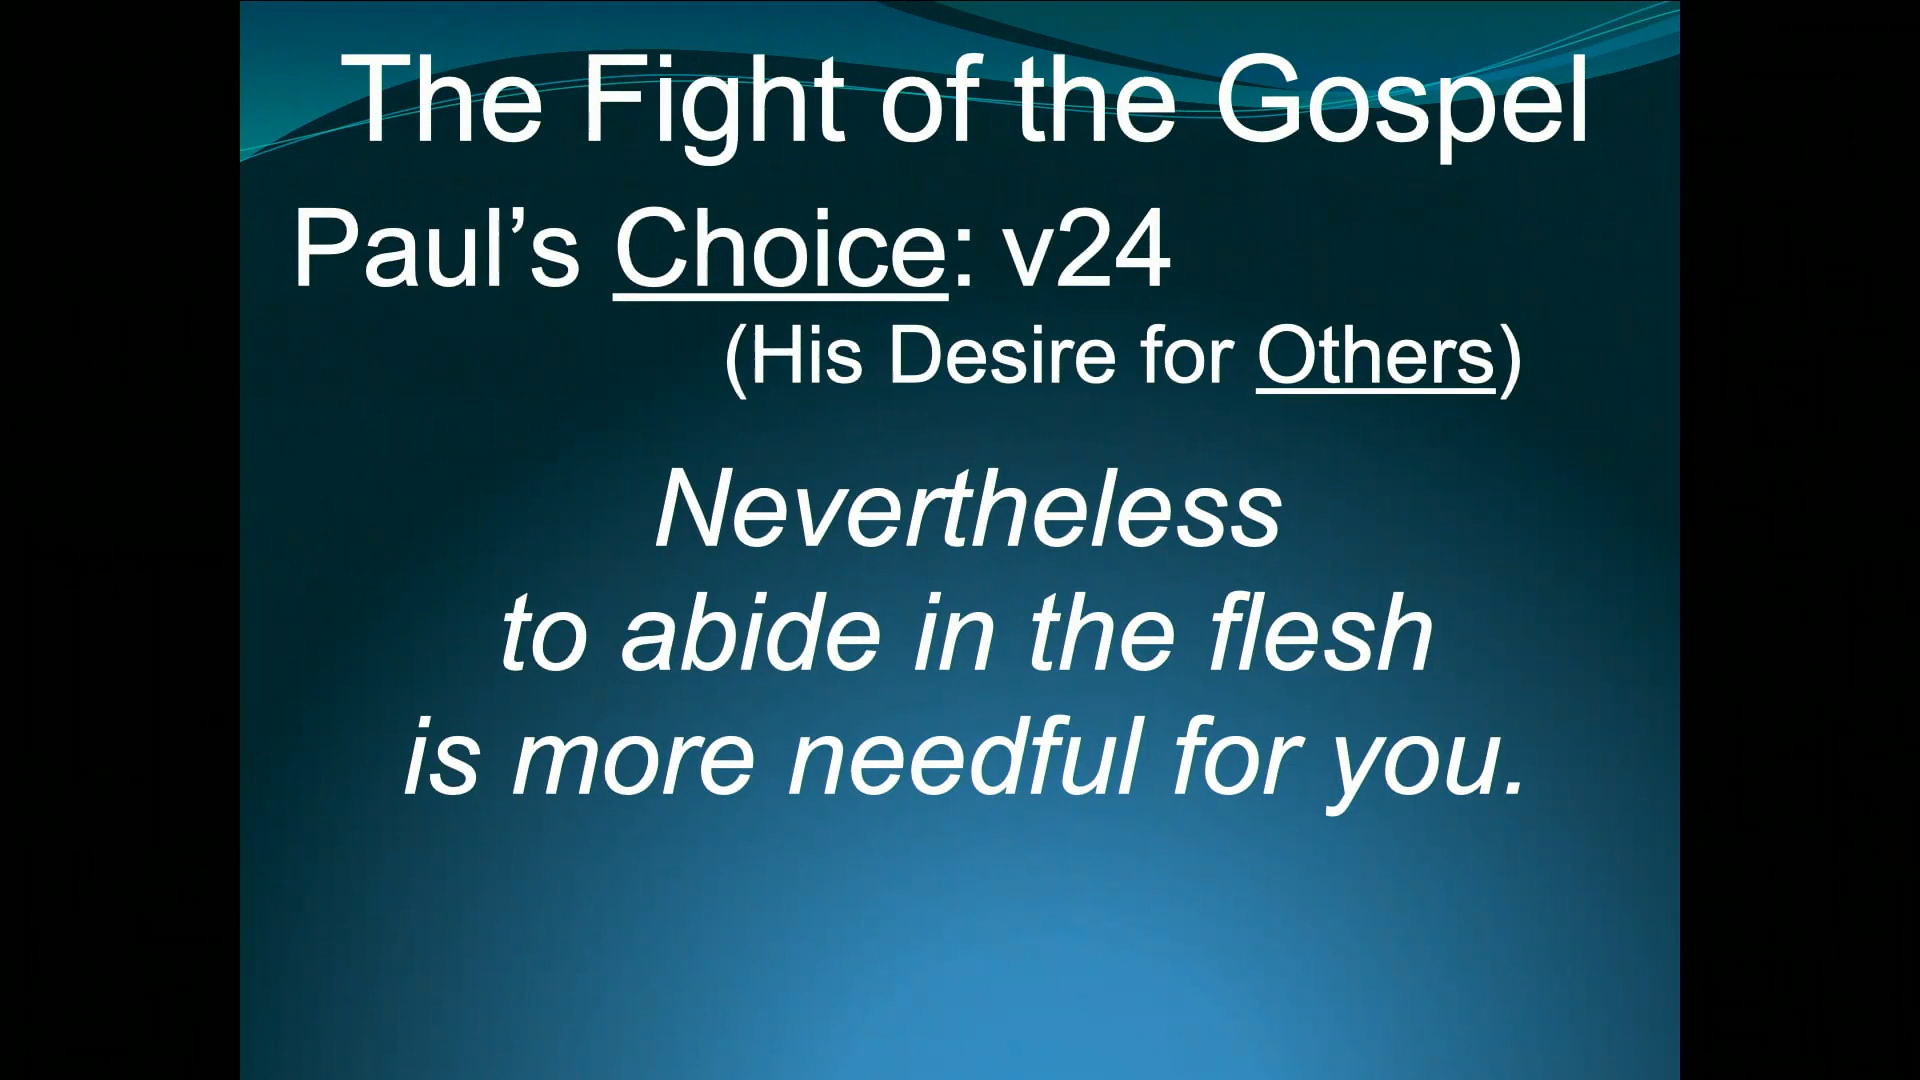 The Fight of the Gospel
Paul’s Choice: v24
(His Desire for Others)
Nevertheless
to abide in the flesh
is more needful for you.